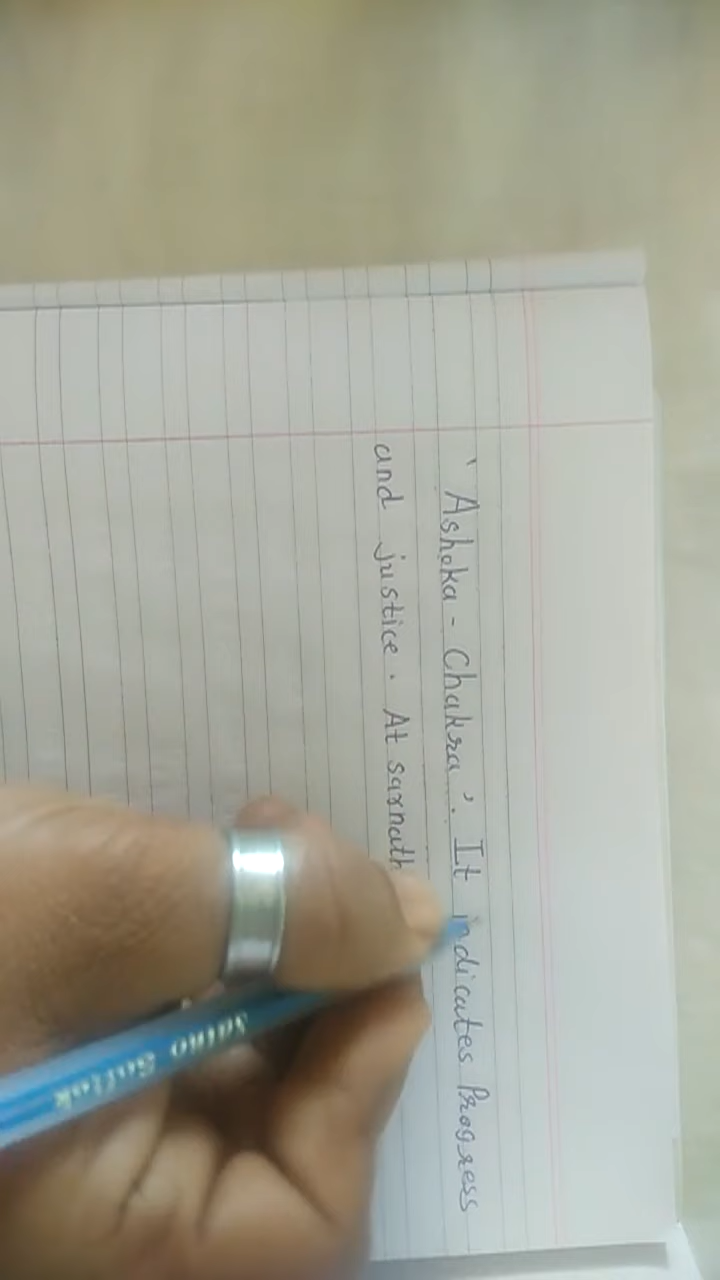 ' Ashoka - Chakra '. It indicates Progress
and justice. At sarnath